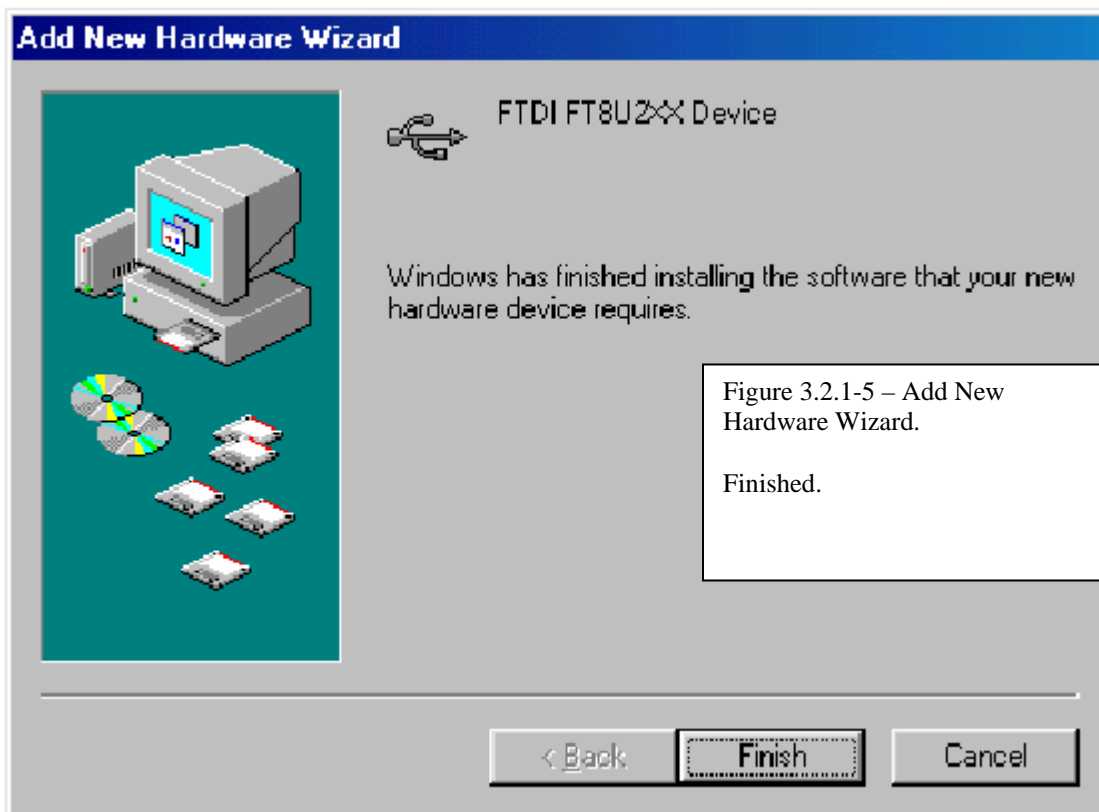 Add New Hardware Wizard
FTDI FT8U2XX Device
Windows has finished installing the software that your new
hardware device requires.
Figure 3.2.1-5 – Add New
Hardware Wizard.
Finished.
< Back
Finish
Cancel